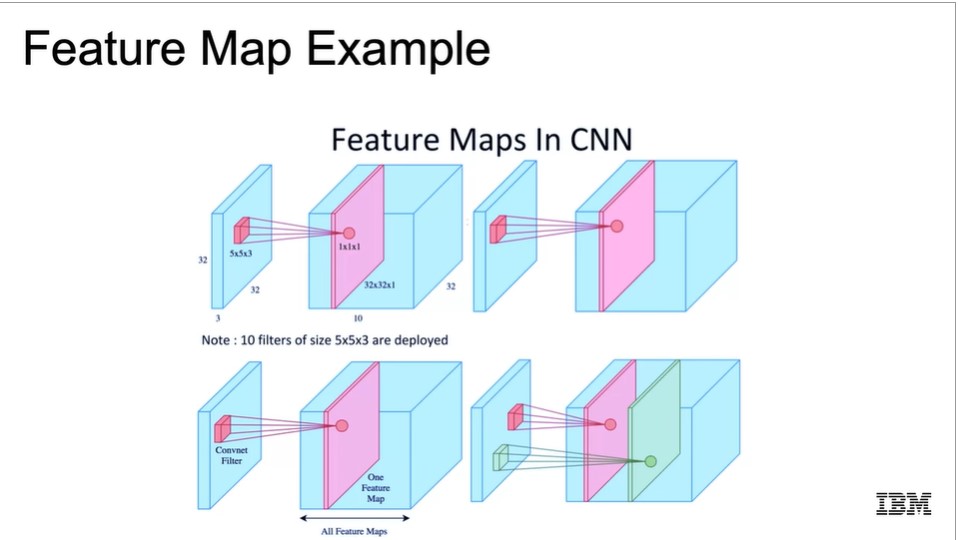 Feature Map Example
Feature Maps In CNN
5x5x3
1x1x1
32
32
32x32x1
32
3
10
Note : 10 filters of size 5x5x3 are deployed
Convnet
Filter
One
Feature
Map
All Feature Maps
IBM